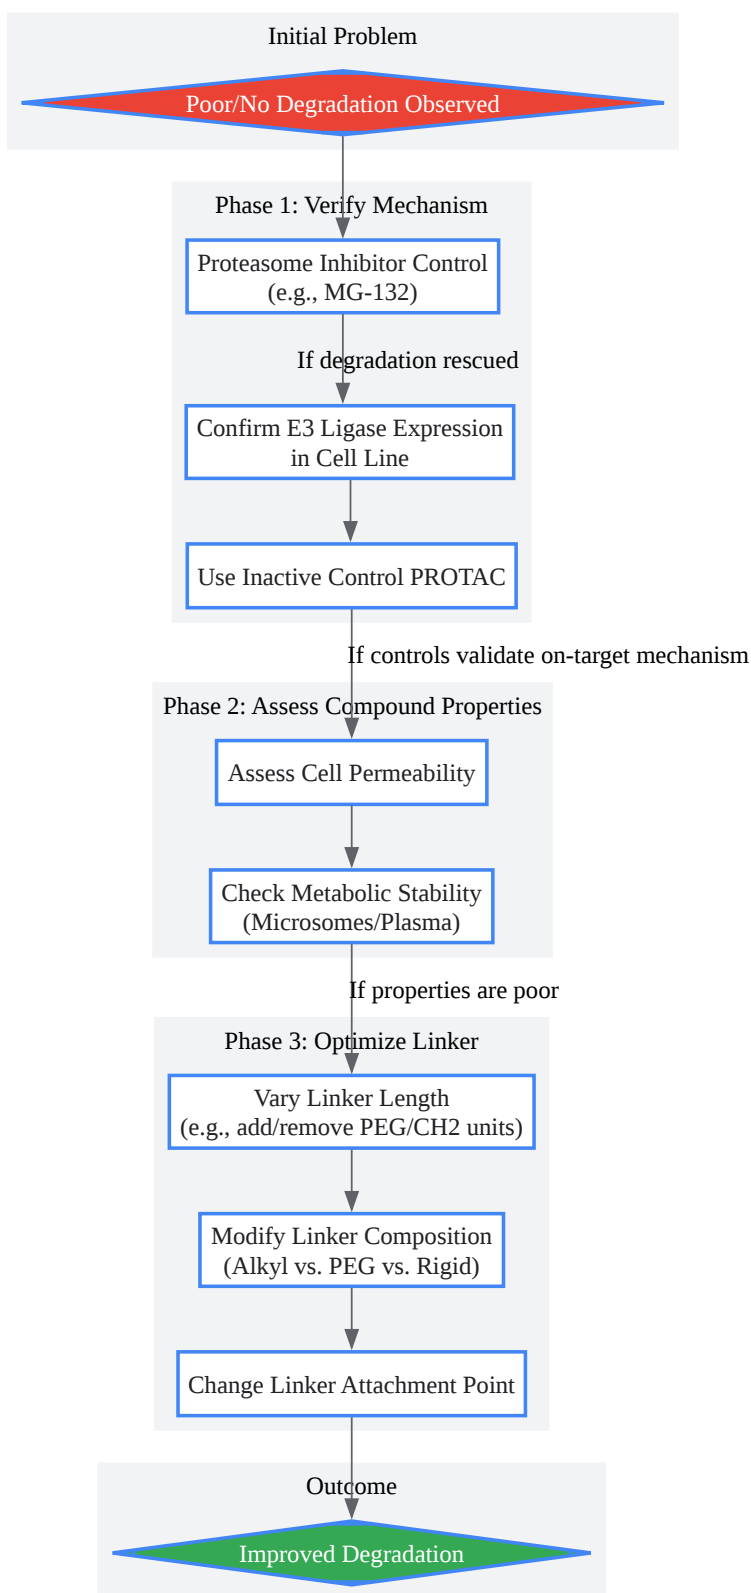 Initial Problem
Poor/No Degradation Observed
Phase 1: Verify Mechanism
Proteasome Inhibitor Control
(e.g., MG-132)
If degradation rescued
Confirm E3 Ligase Expression
in Cell Line
Use Inactive Control PROTAC
If controls validate on-target mechanism
Phase 2: Assess Compound Properties
Assess Cell Permeability
Check Metabolic Stability
(Microsomes/Plasma)
If properties are poor
Phase 3: Optimize Linker
Vary Linker Length
(e.g., add/remove PEG/CH2 units)
Modify Linker Composition
(Alkyl vs. PEG vs. Rigid)
Change Linker Attachment Point
Outcome
Improved Degradation